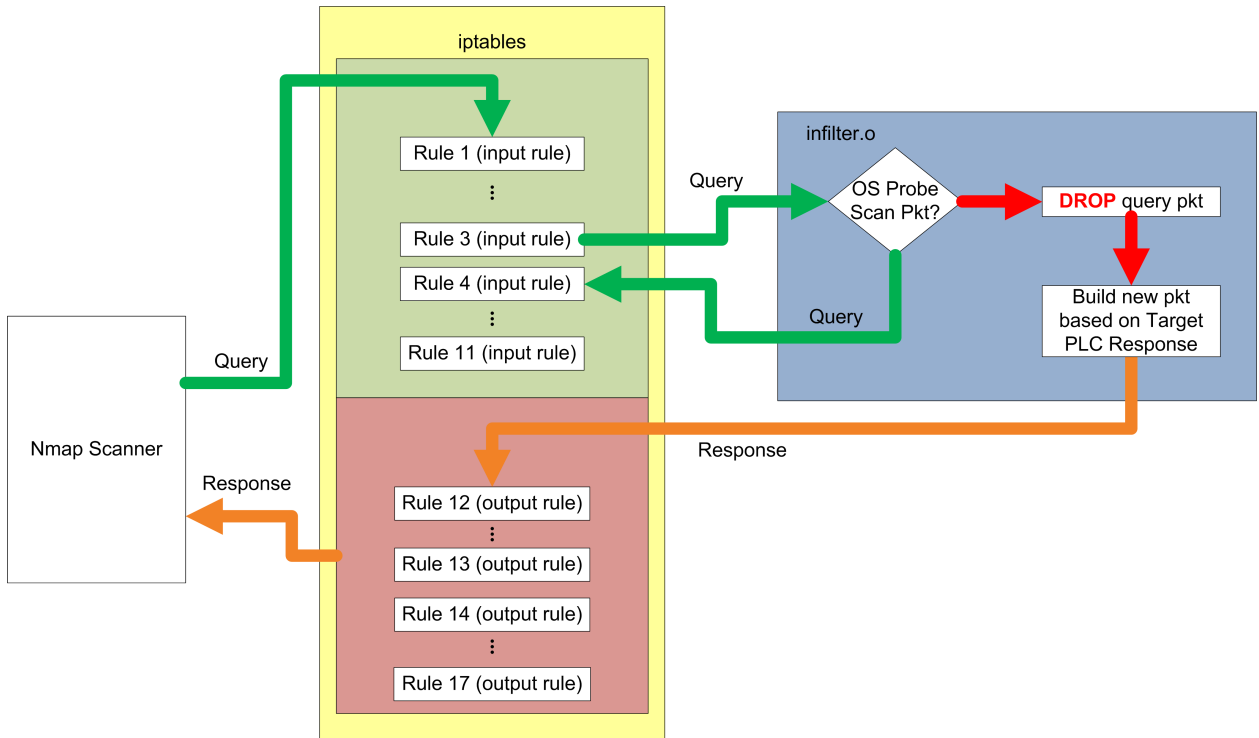 iptables
Rule 1 (input rule)
Rule 3 (input rule)
Rule 4 (input rule)
Rule 11 (input rule)
Rule 12 (output rule)
Rule 13 (output rule)
Rule 14 (output rule)
Rule 17 (output rule)
Nmap Scanner
Query
Response
Query
Query
Response
infilter.o
OS Probe
Scan Pkt?
DROP query pkt
Build new pkt
based on Target
PLC Response